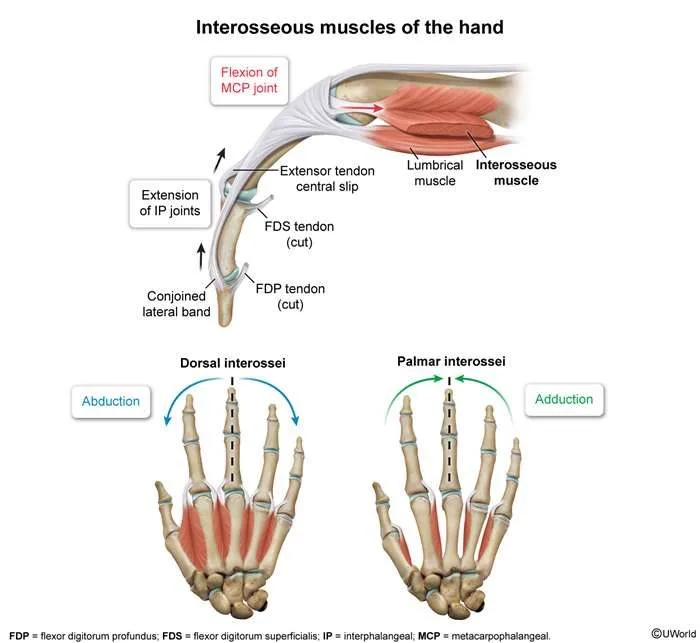 Interosseous muscles of the hand
Flexion of
MCP joint
Extensor tendon
central slip
Lumbrical
muscle
Interosseous
muscle
Extension
of IP joints
FDS tendon
(cut)
FDP tendon
(cut)
Conjoined
lateral band
Dorsal interossei
Palmar interossei
Abduction
Adduction
FDP = flexor digitorum profundus; FDS = flexor digitorum superficialis; IP = interphalangeal; MCP = metacarpophalangeal.
©UWorld